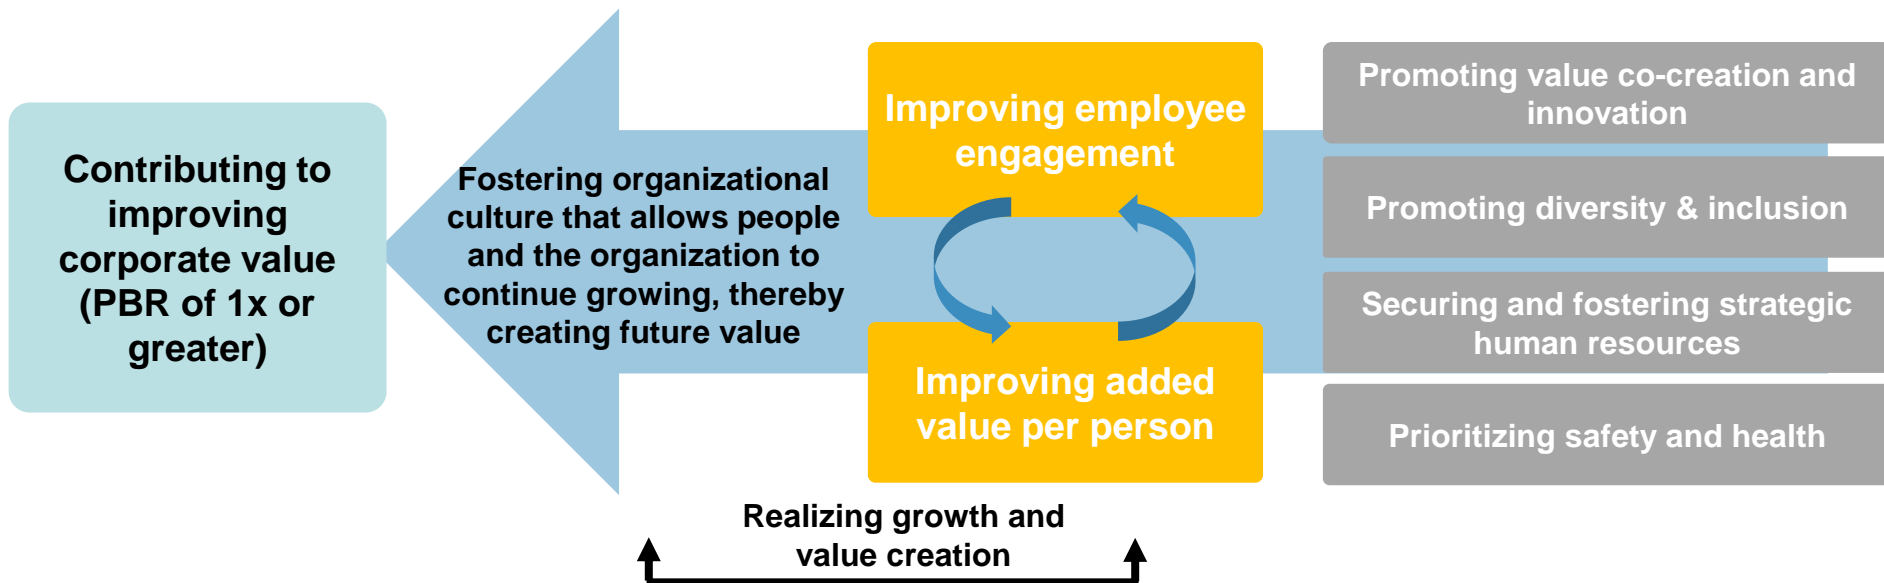 Contributing to
improving
corporate value
(PBR of 1x or
greater)
Fostering organizational
culture that allows people
and the organization to
continue growing, thereby
creating future value
Improving employee
engagement
Improving added
value per person
Promoting value co-creation and
innovation
Promoting diversity & inclusion
Securing and fostering strategic
human resources
Prioritizing safety and health
Realizing growth and
value creation